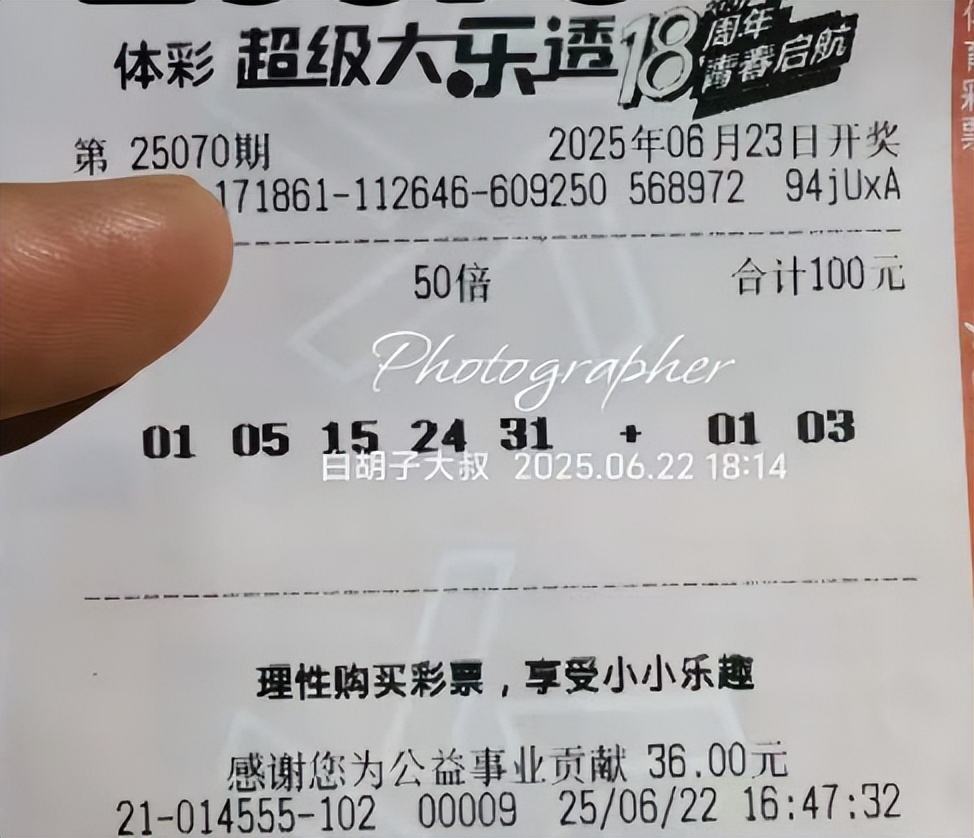 体彩 超级大乐透 18周年 青春启航
第 25070期 2025年06月23日开奖
171861-112646-609250 568972 94jUxA
50倍 合计100元
Photographer
01 05 15 24 31 + 01 03
白胡子大叔 2025.06.22 18:14
理性购买彩票，享受小小乐趣
感谢您为公益事业贡献 36.00元
21-014555-102 00009 25/06/22 16:47:32